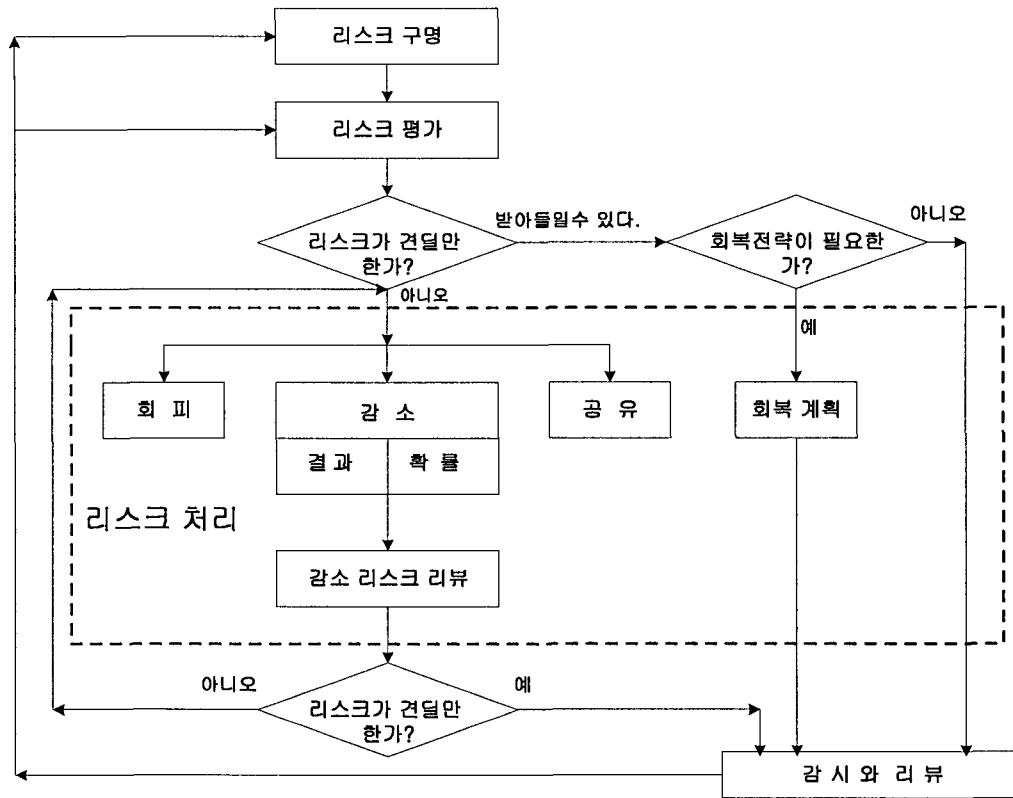 리스크 구명
리스크 평가
리스크가 견딜만
한가?
받아들일수 있다.
회복전략이 필요한
가?
아니오
아니오
예
회 피
감 소
공 유
회복 계획
결과 확률
리스크 처리
감소 리스크 리뷰
아니오
리스크가 견딜만
한가?
예
감시와 리뷰